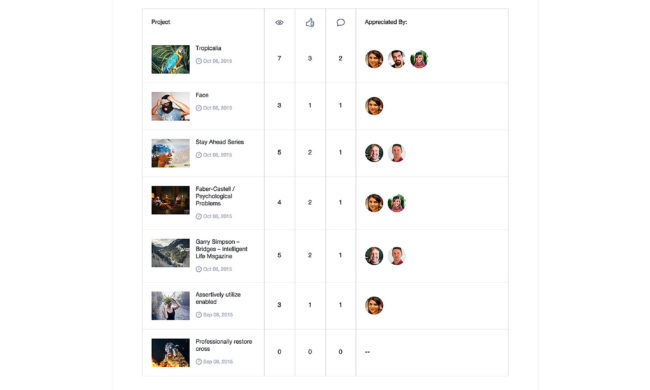 Project
Appreciated By:
Tropicalia
Oct 06, 2015
7
3
2
Face
Oct 06, 2015
3
1
1
Stay Ahead Series
Oct 06, 2015
5
2
1
Faber-Castell /
Psychological
Problems
Oct 06, 2015
4
2
1
Garry Simpson –
Bridges – Intelligent
Life Msgazine
Oct 06, 2015
5
2
1
Assertively utilize
enabled
Sep 08, 2015
3
1
1
Professionally restore
cross
Sep 08, 2015
0
0
0
--